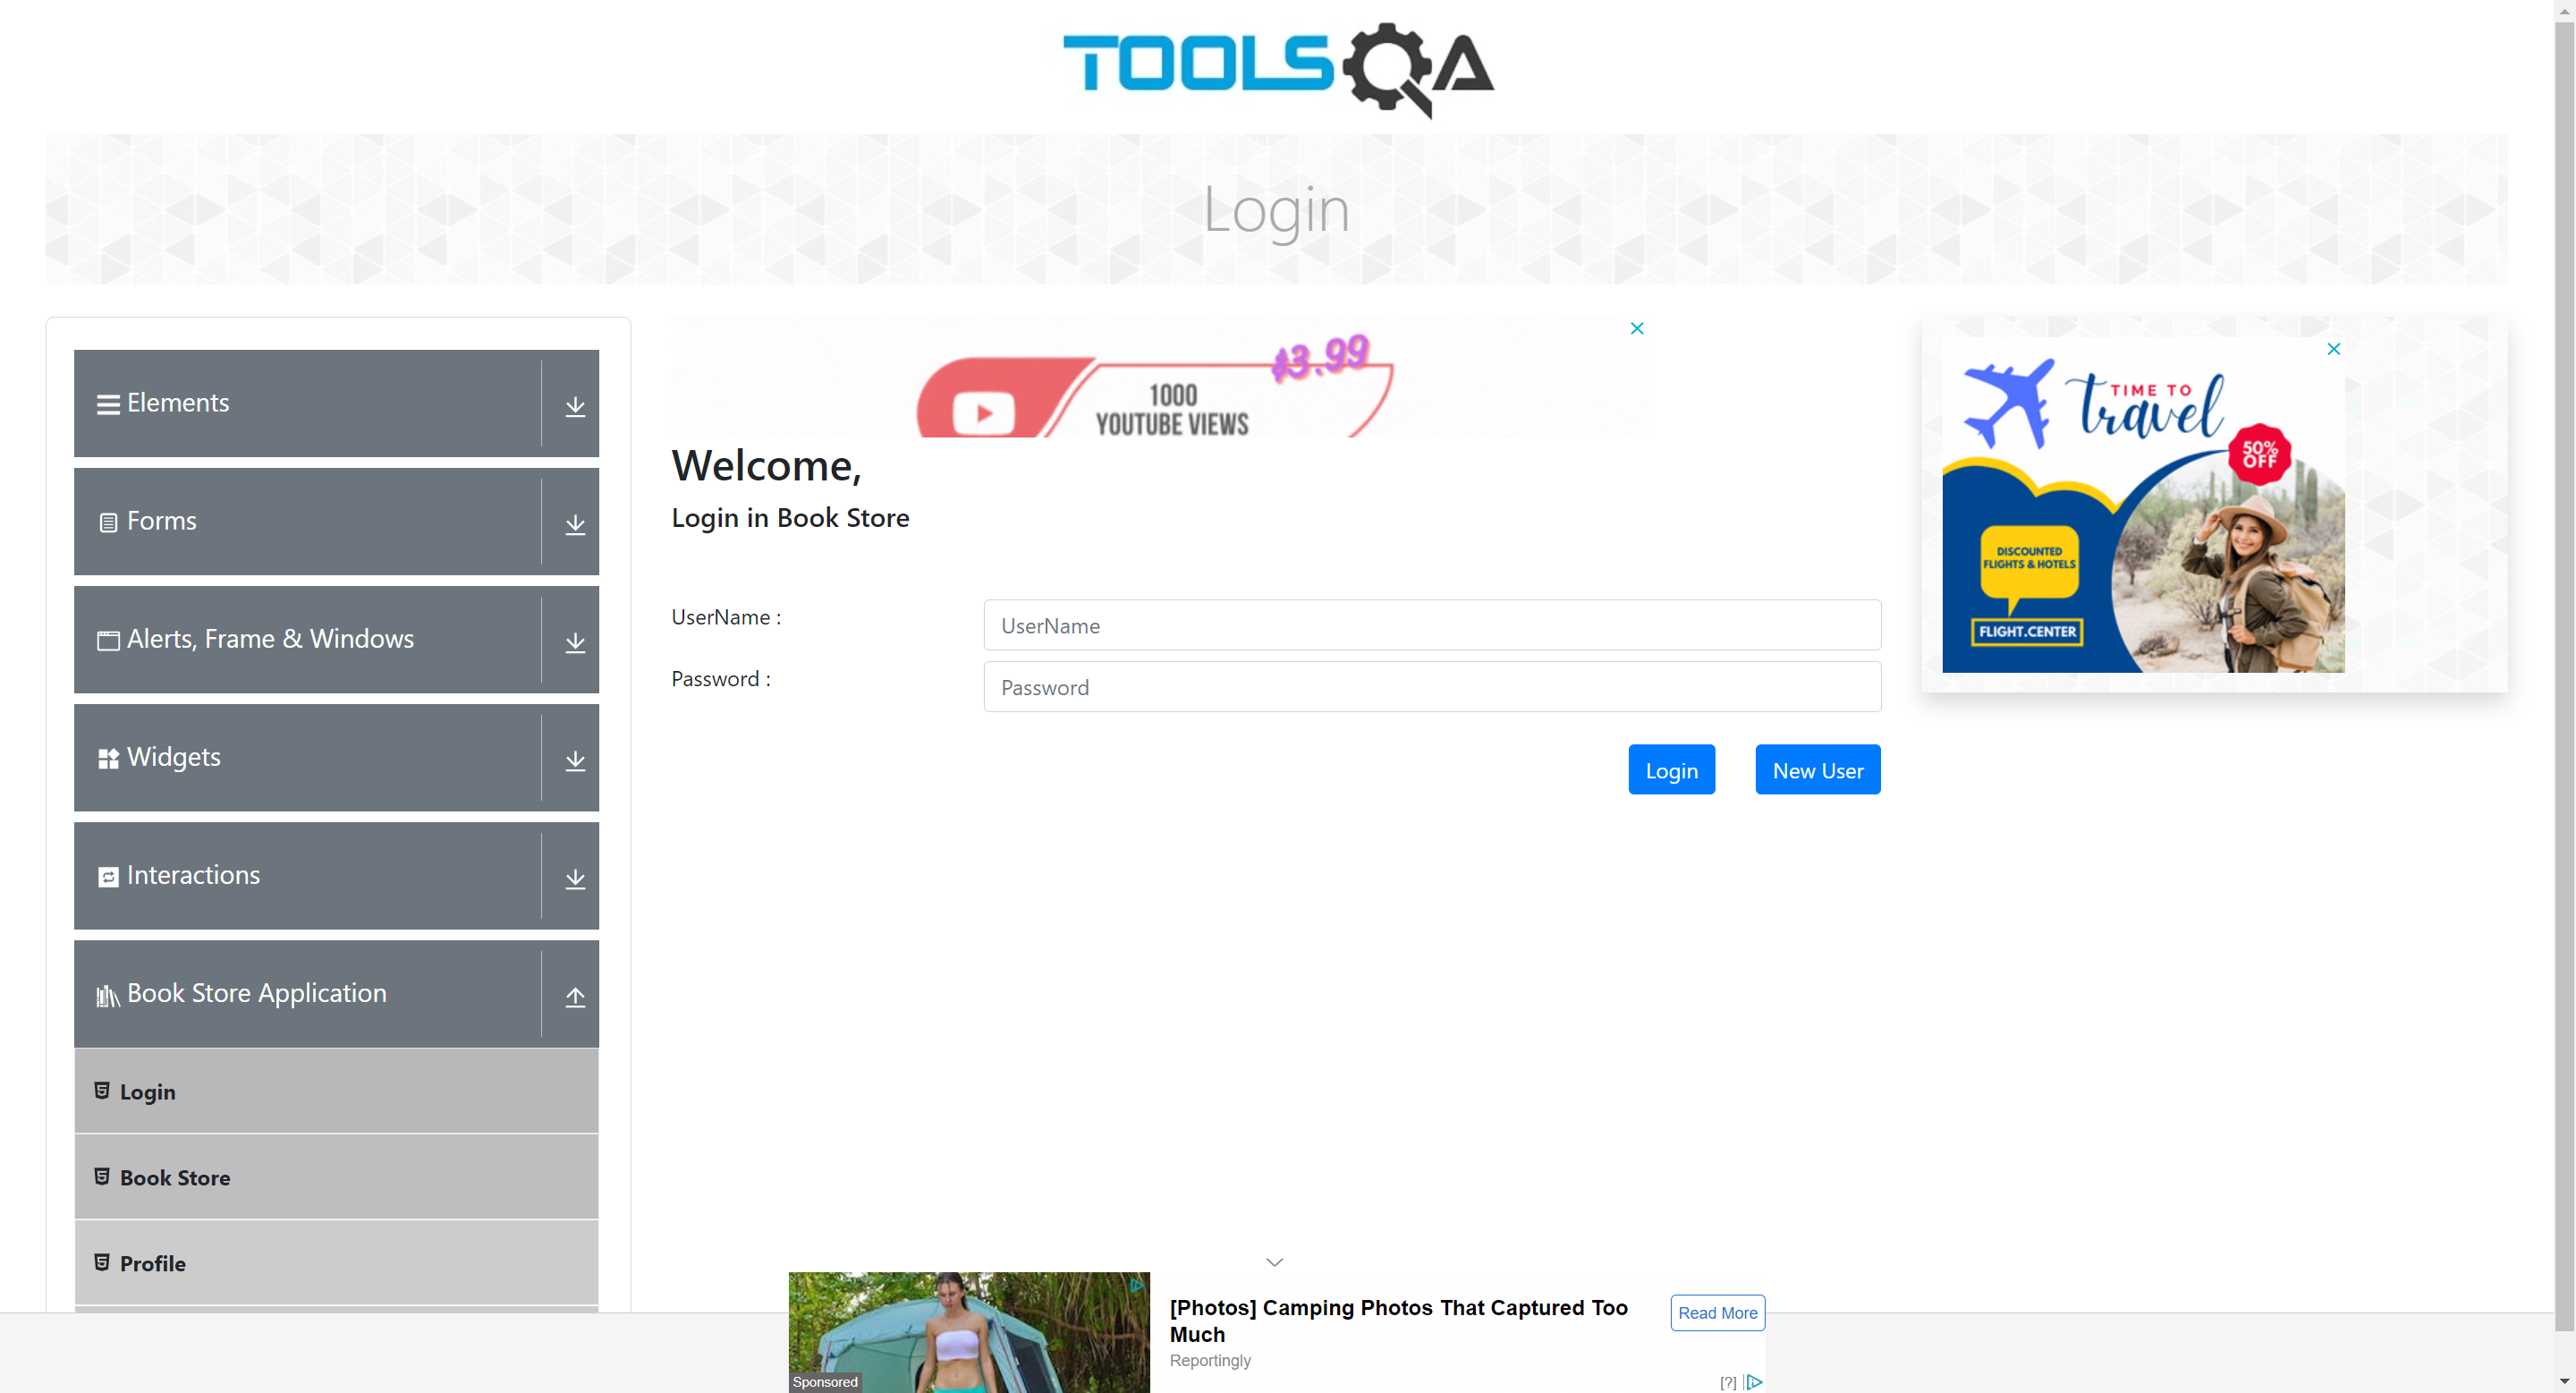 TOOLSQA
Login
Elements
Forms
Alerts, Frame & Windows
Widgets
Interactions
Book Store Application
Login
Book Store
Profile
$3.99
1000
YOUTUBE VIEWS
Welcome,
Login in Book Store
UserName :
UserName
Password :
Password
Login
New User
TIME TO
travel
50%
OFF
DISCOUNTED
FLIGHTS & HOTELS
FLIGHT.CENTER
Sponsored
[Photos] Camping Photos That Captured Too
Much
Reportingly
Read More
[?]